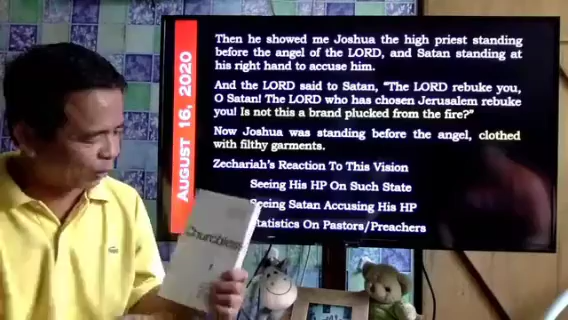 AUGUST 16, 2020
Then he showed me Joshua the high priest standing
before the angel of the LORD, and Satan standing at
his right hand to accuse him.
And the LORD said to Satan, "The LORD rebuke you,
O Satan! The LORD who has chosen Jerusalem rebuke
you! Is not this a brand plucked from the fire?"
Now Joshua was standing before the angel, clothed
with filthy garments.
Zechariah's Reaction To This Vision
Seeing His HP On Such State
Seeing Satan Accusing His HP
Statistics On Pastors/Preachers
Churchless